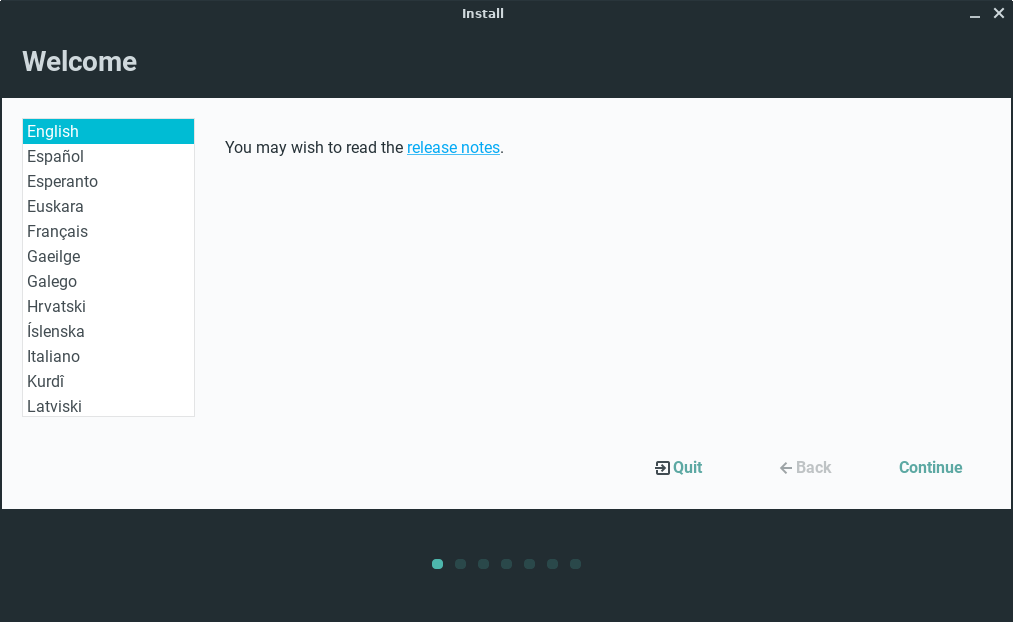 Install
Welcome
English
Español
Esperanto
Euskara
Français
Gaeilge
Galego
Hrvatski
Íslenska
Italiano
Kurdî
Latviski
You may wish to read the release notes.
Quit
Back
Continue